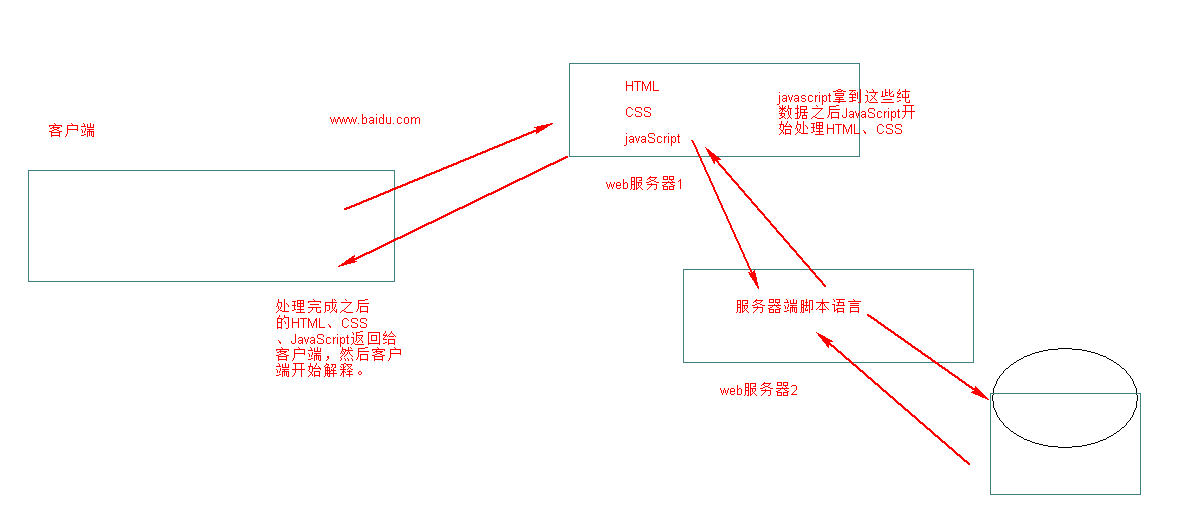 客户端
www.baidu.com
HTML
CSS
javaScript
javascript拿到这些纯
数据之后JavaScript开
始处理HTML、CSS
web服务器1
处理完成之后
的HTML、CSS
、JavaScript返回给
客户端，然后客户
端开始解释。
服务器端脚本语言
web服务器2